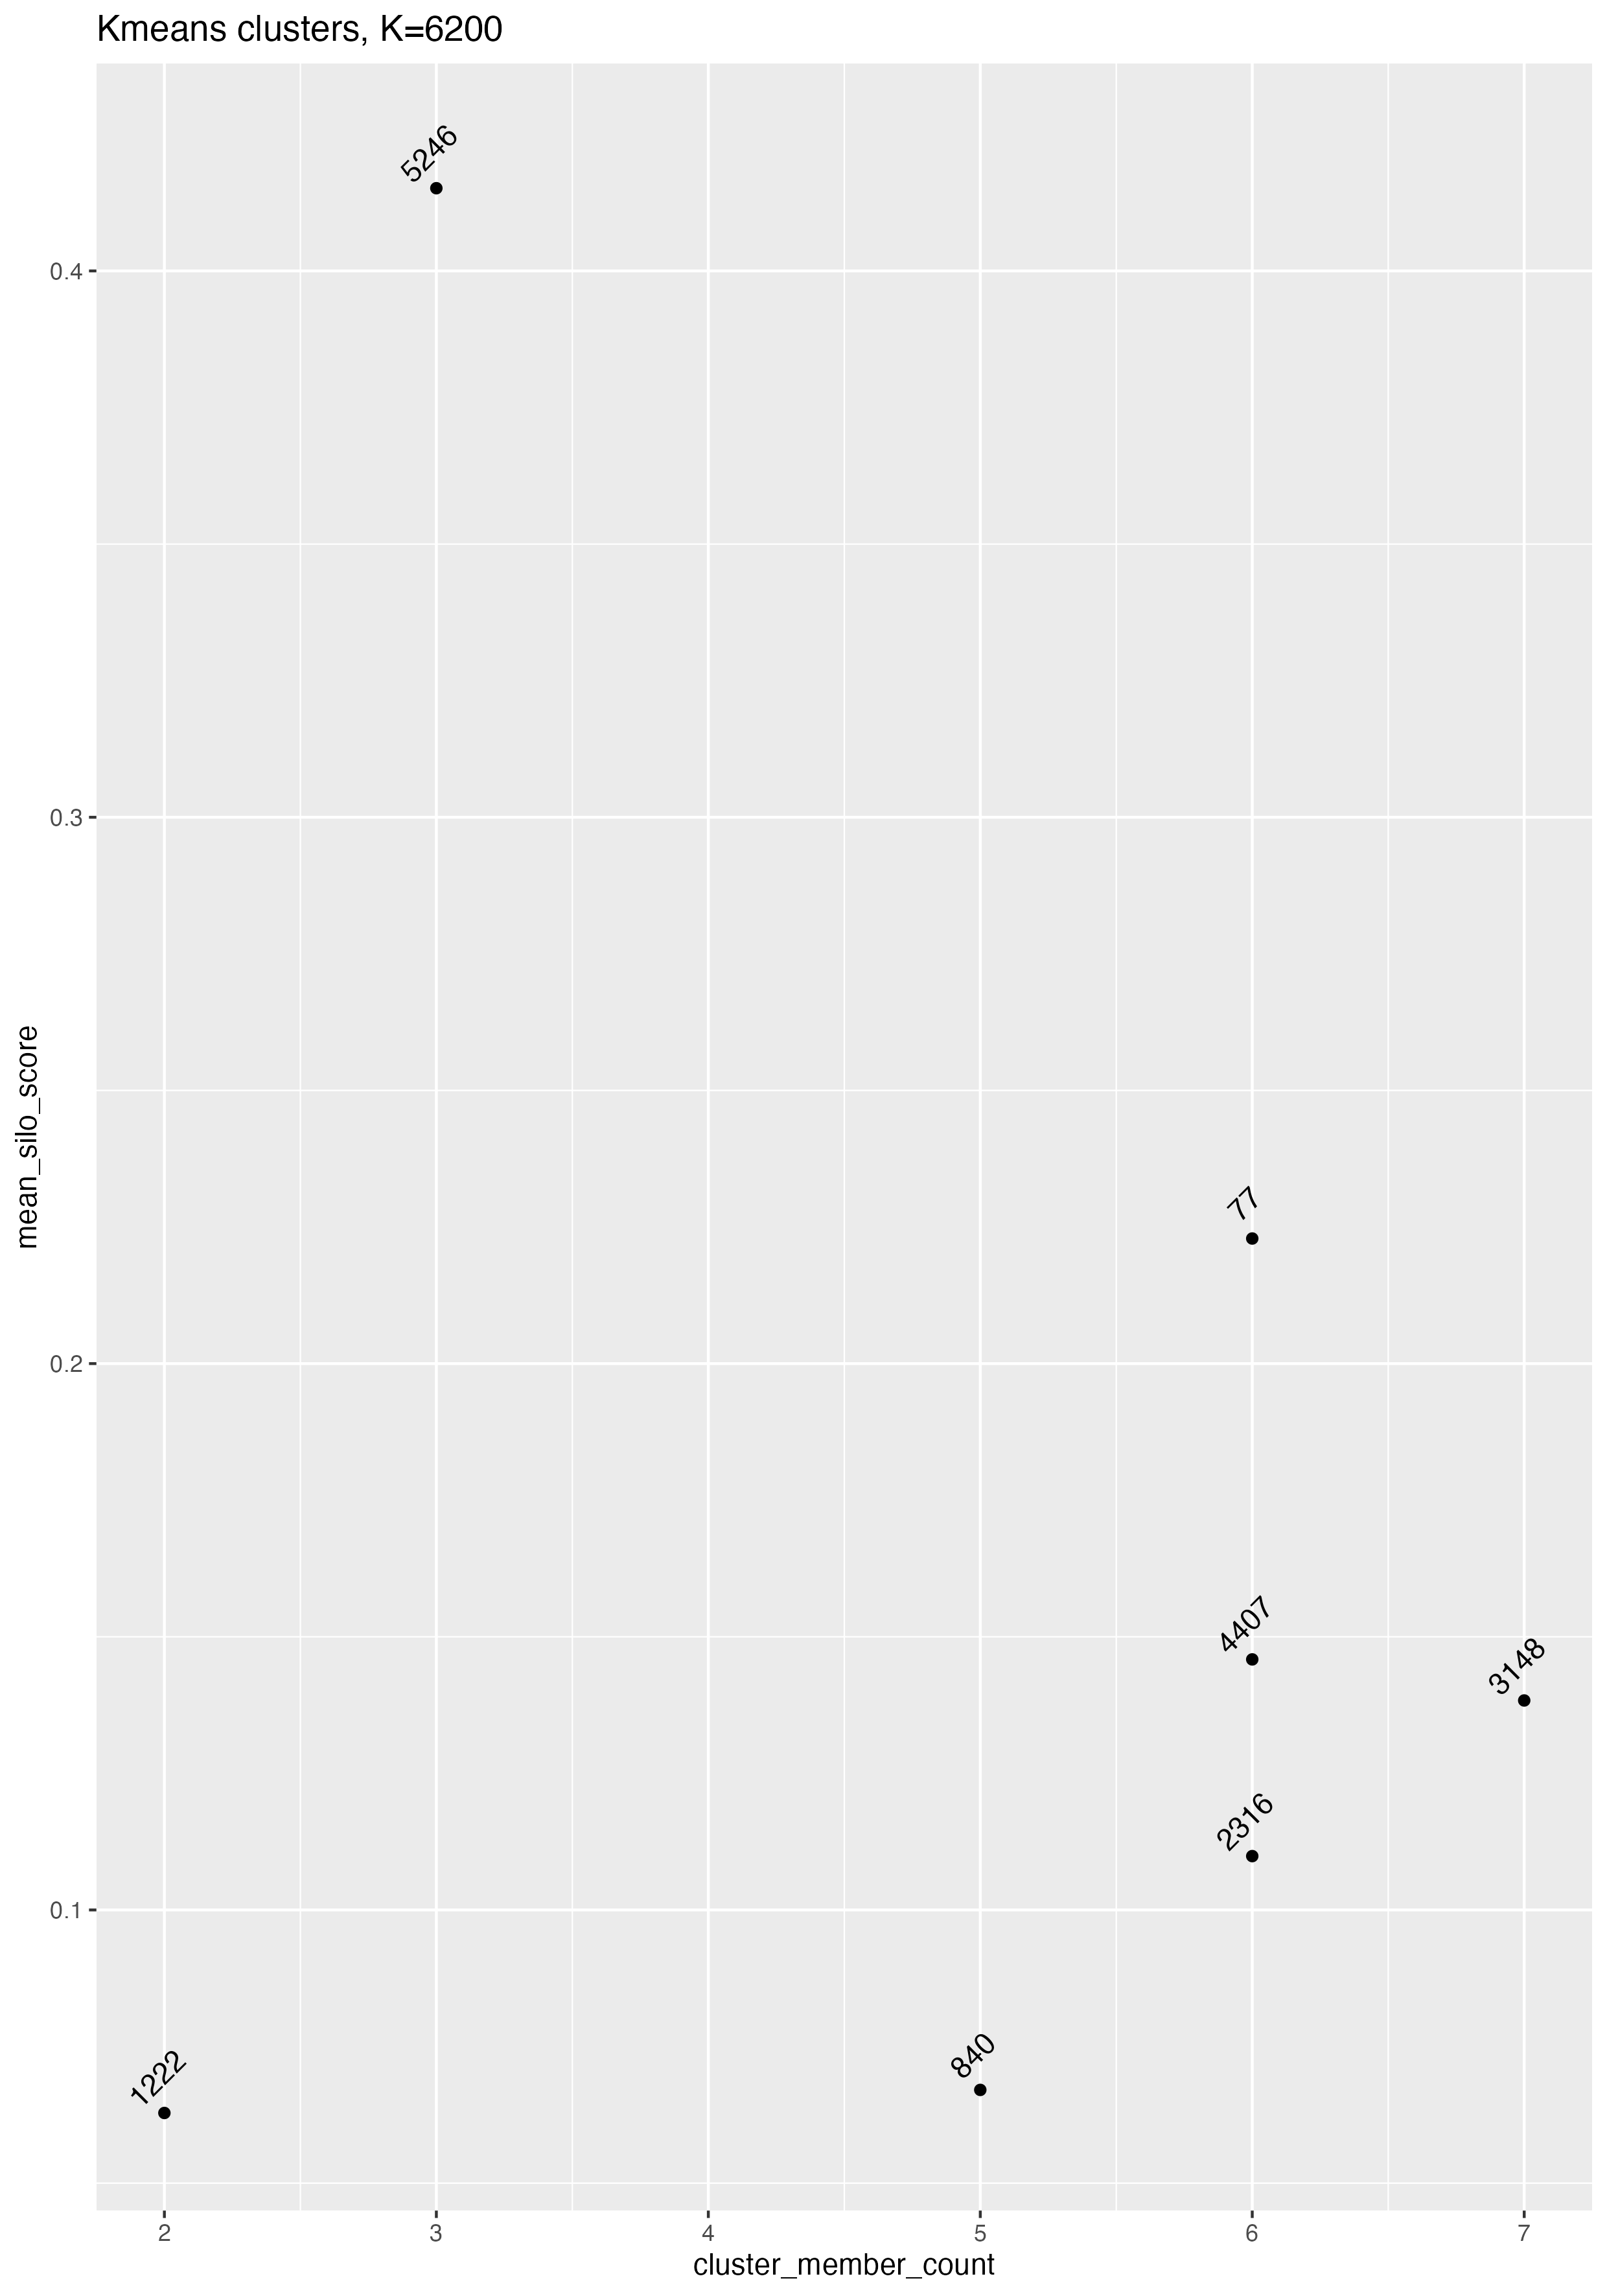 Kmeans clusters, K=6200
5246
0.4
0.3
mean_silo_score
77
0.2
4407
3148
2316
0.1
840
1222
2 3 4 5 6 7
cluster_member_count